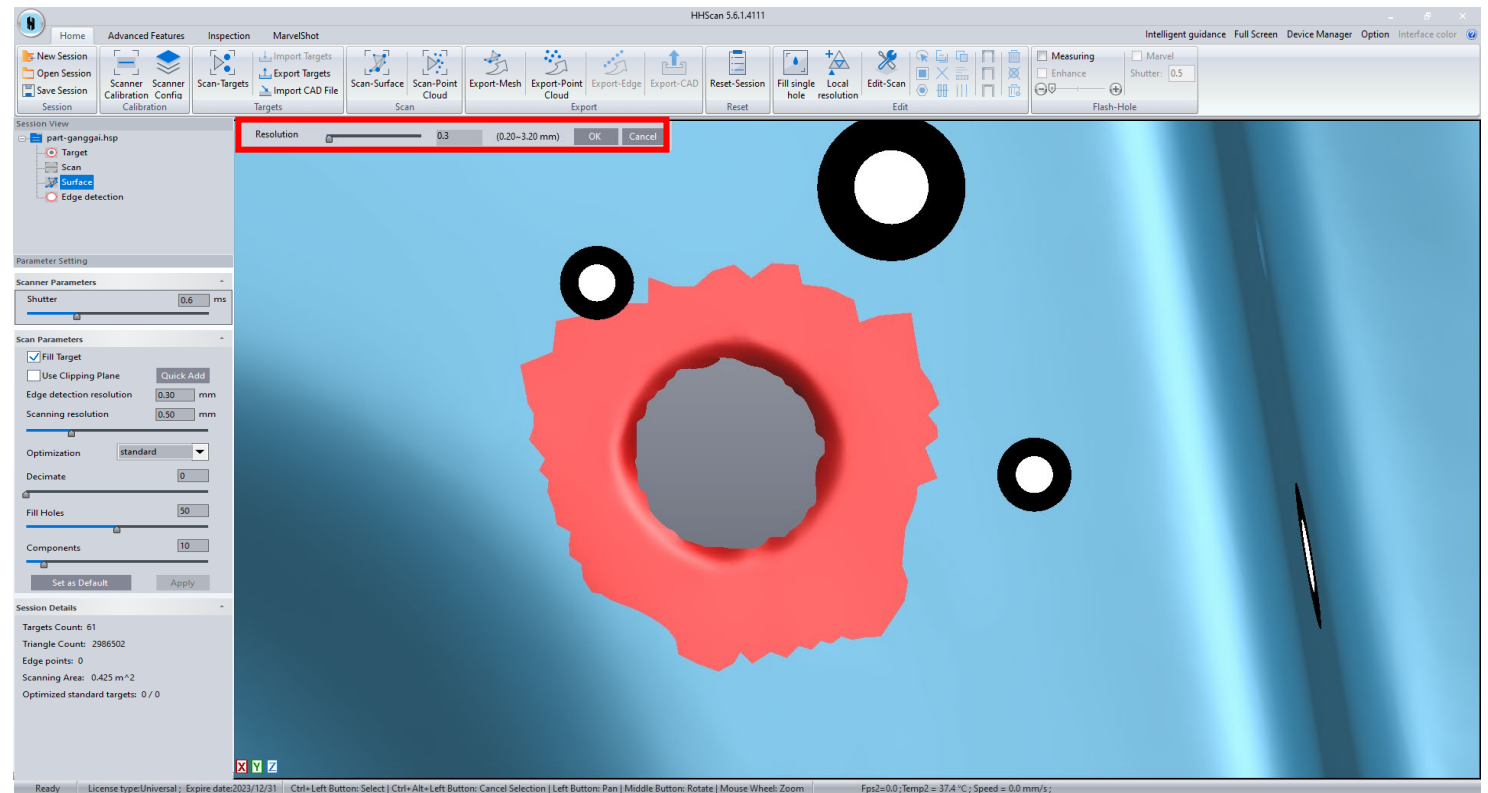 HHScan 5.6.1.4111
Home Advanced Features Inspection MarvelShot
Intelligent guidance Full Screen Device Manager Option Interface color
New Session
Open Session
Save Session
Session
Scanner Calibration
Scanner Config
Calibration
Scan-Targets
Import Targets
Export Targets
Import CAD File
Targets
Scan-Surface
Scan-Point Cloud
Scan
Export-Mesh
Export-Point Cloud
Export-Edge
Export-CAD
Export
Reset-Session
Reset
Fill single hole
Local resolution
Edit-Scan
Edit
Measuring
Enhance
Marvel
Shutter: 0.5
Flash-Hole
Session View
part-ganggai.hsp
Target
Scan
Surface
Edge detection
Resolution 0.3 (0.20~3.20 mm) OK Cancel
Parameter Setting
Scanner Parameters
Shutter 0.6 ms
Scan Parameters
Fill Target
Use Clipping Plane Quick Add
Edge detection resolution 0.30 mm
Scanning resolution 0.50 mm
Optimization standard
Decimate 0
Fill Holes 50
Components 10
Set as Default Apply
Session Details
Targets Count: 61
Triangle Count: 2986502
Edge points: 0
Scanning Area: 0.425 m^2
Optimized standard targets: 0 / 0
X Y Z
Ready License type:Universal ; Expire date:2023/12/31 Ctrl+Left Button: Select | Ctrl+Alt+Left Button: Cancel Selection | Left Button: Pan | Middle Button: Rotate | Mouse Wheel: Zoom Fps2=0.0 ;Temp2 = 37.4 °C ; Speed = 0.0 mm/s ;